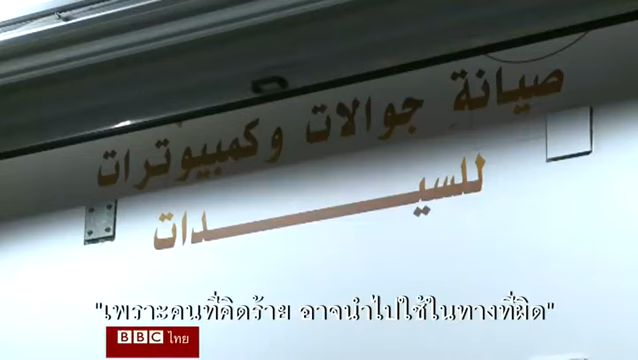 صيانة جوالات وكمبيوترات
للسيـــــــــدات
"เพราะคนที่คิดร้าย อาจนำไปใช้ในทางที่ผิด"
BBC ไทย